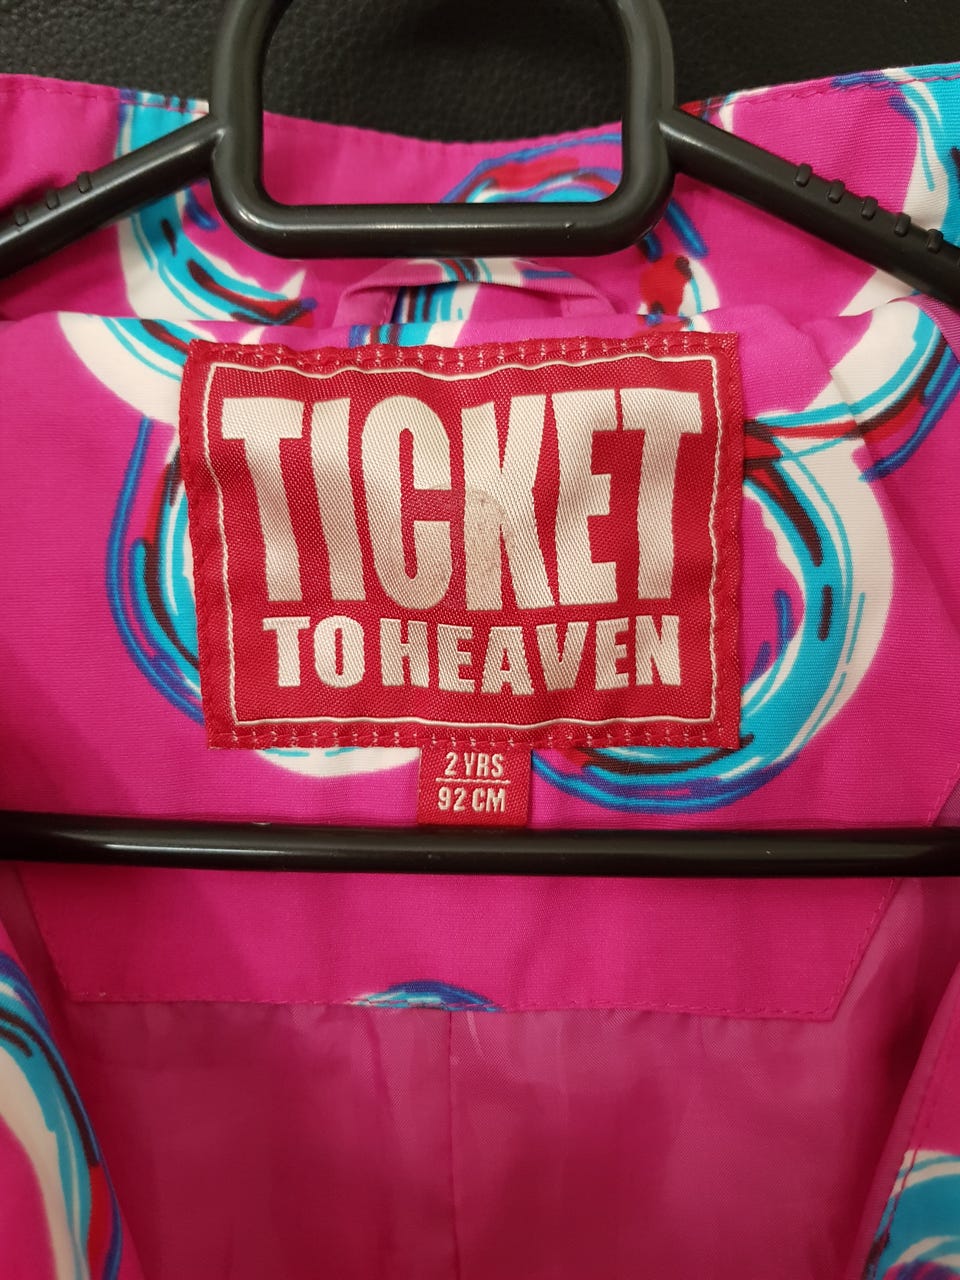 TICKET
TO HEAVEN
2 YRS
92 CM